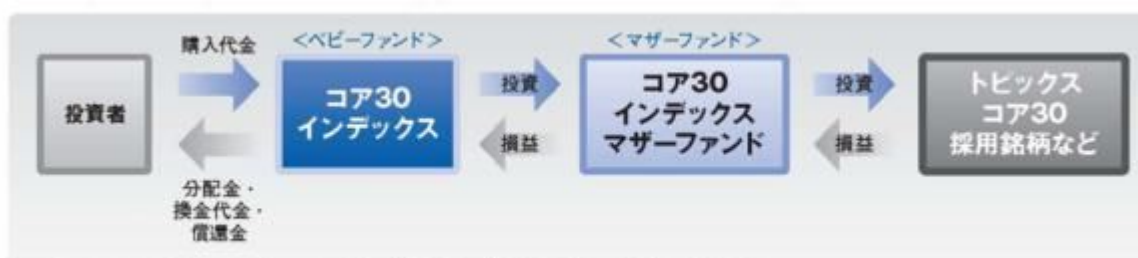 投資者
購入代金
分配金・
換金代金・
償還金
<ベビーファンド>
コア30
インデックス
投資
損益
<マザーファンド>
コア30
インデックス
マザーファンド
投資
損益
トピックス
コア30
採用銘柄など